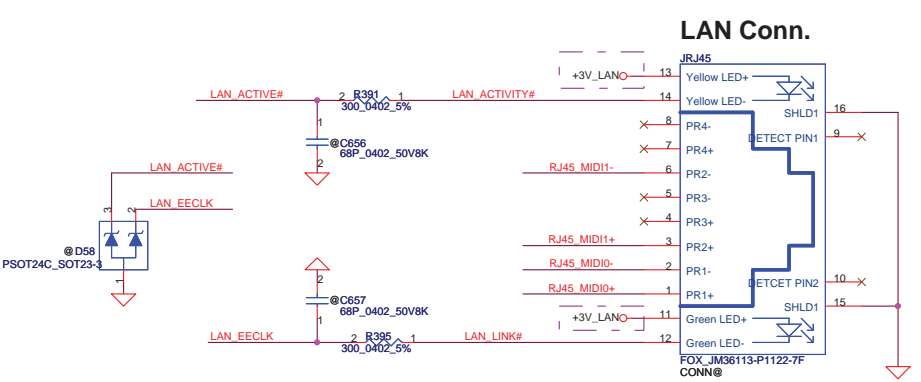 LAN Conn.
JRJ45
+3V_LAN
13
Yellow LED+
LAN_ACTIVE#
2
R391
1
300_0402_5%
LAN_ACTIVITY#
14
Yellow LED-
SHLD1
16
8
PR4-
DETECT PIN1
9
1
@C656
68P_0402_50V8K
2
7
PR4+
LAN_ACTIVE#
RJ45_MIDI1-
6
PR2-
LAN_EECLK
5
PR3-
3
2
4
PR3+
@D58
PSOT24C_SOT23-3
1
RJ45_MIDI1+
3
PR2+
RJ45_MIDI0-
2
PR1-
DETCET PIN2
10
2
@C657
68P_0402_50V8K
1
RJ45_MIDI0+
1
PR1+
SHLD1
15
+3V_LAN
11
Green LED+
LAN_EECLK
2
R395
1
300_0402_5%
LAN_LINK#
12
Green LED-
FOX_JM36113-P1122-7F
CONN@